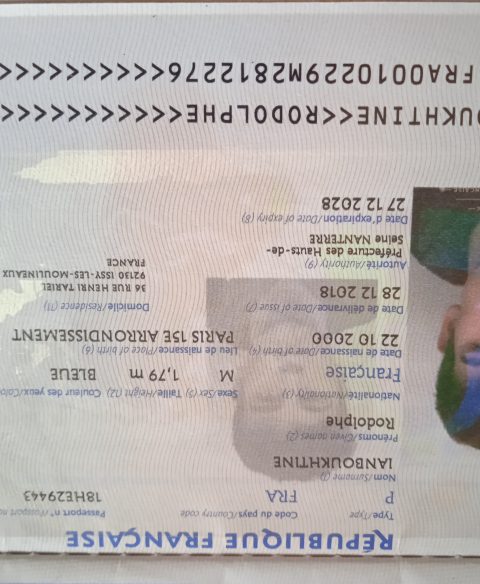 RÉPUBLIQUE FRANÇAISE
Type/Type Code du pays/Country code Passeport n°/Passport no
P FRA 18HE29443
Nom/Surname (1)
IANBOUKHTINE
Prénoms/Given names (2)
Rodolphe
Nationalité/Nationality (3) Sexe/Sex (5) Taille/Height (12) Couleur des yeux/Colo
Française M 1,79 m BLEUE
Date de naissance/Date of birth (4) Lieu de naissance/Place of birth (6)
22 10 2000 PARIS 15E ARRONDISSEMENT
Date de délivrance/Date of issue (7) Domicile/Residence (11)
28 12 2018 36 RUE HENRI TARIEL
92130 ISSY-LES-MOULINEAUX
FRANCE
Autorité/Authority (9)
Préfecture des Hauts-de-
Seine NANTERRE
Date d'expiration/Date of expiry (8)
27 12 2028
OUKHTINE<<RODOLPHE<<<<<<<<<<<<
FRA0010229M2812276<<<<<<<<<<<